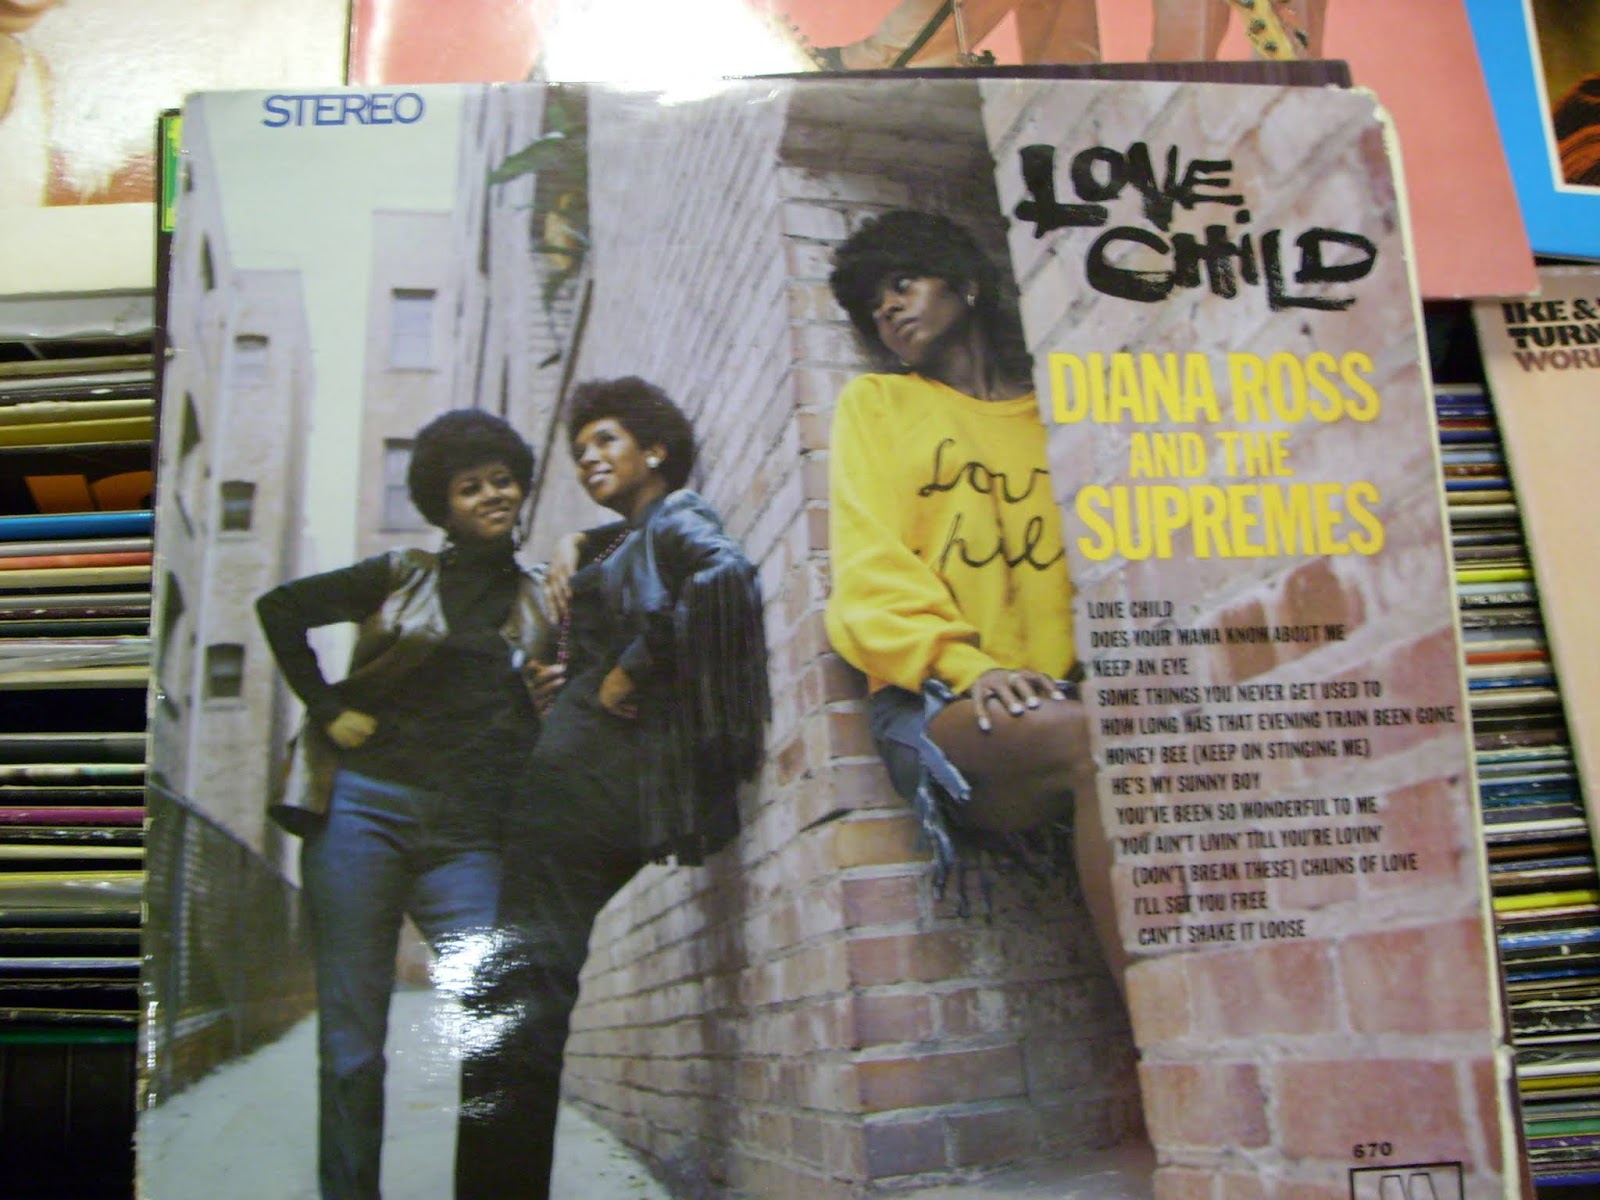 STEREO
LOVE
CHILD
DIANA ROSS
AND THE
SUPREMES
LOVE CHILD
DOES YOUR MAMA KNOW ABOUT ME
KEEP AN EYE
SOME THINGS YOU NEVER GET USED TO
HOW LONG HAS THAT EVENING TRAIN BEEN GONE
HONEY BEE (KEEP ON STINGING ME)
HE'S MY SUNNY BOY
YOU'VE BEEN SO WONDERFUL TO ME
YOU AIN'T LIVIN' TILL YOU'RE LOVIN'
(DON'T BREAK THESE) CHAINS OF LOVE
I'LL SET YOU FREE
CAN'T SHAKE IT LOOSE
Lov
hil
670
M
IKE &
TURN
WOR